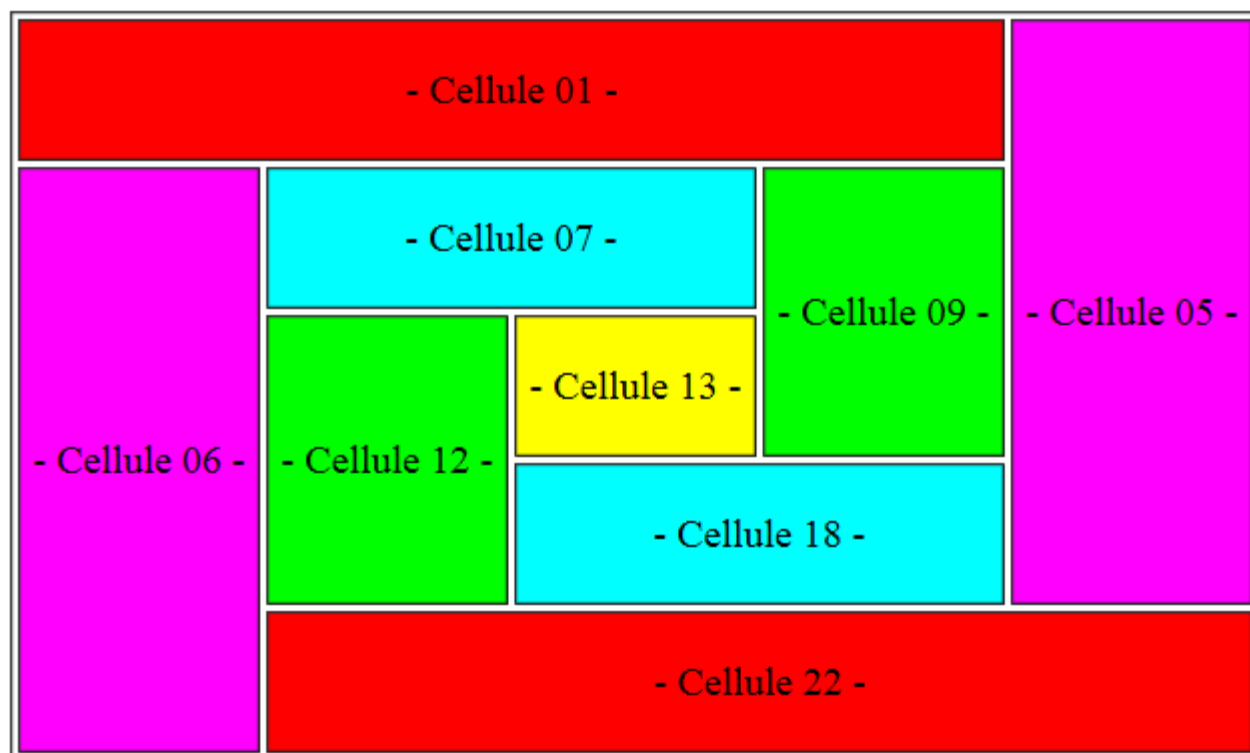 - Cellule 01 -
- Cellule 05 -
- Cellule 06 -
- Cellule 07 -
- Cellule 09 -
- Cellule 12 -
- Cellule 13 -
- Cellule 18 -
- Cellule 22 -